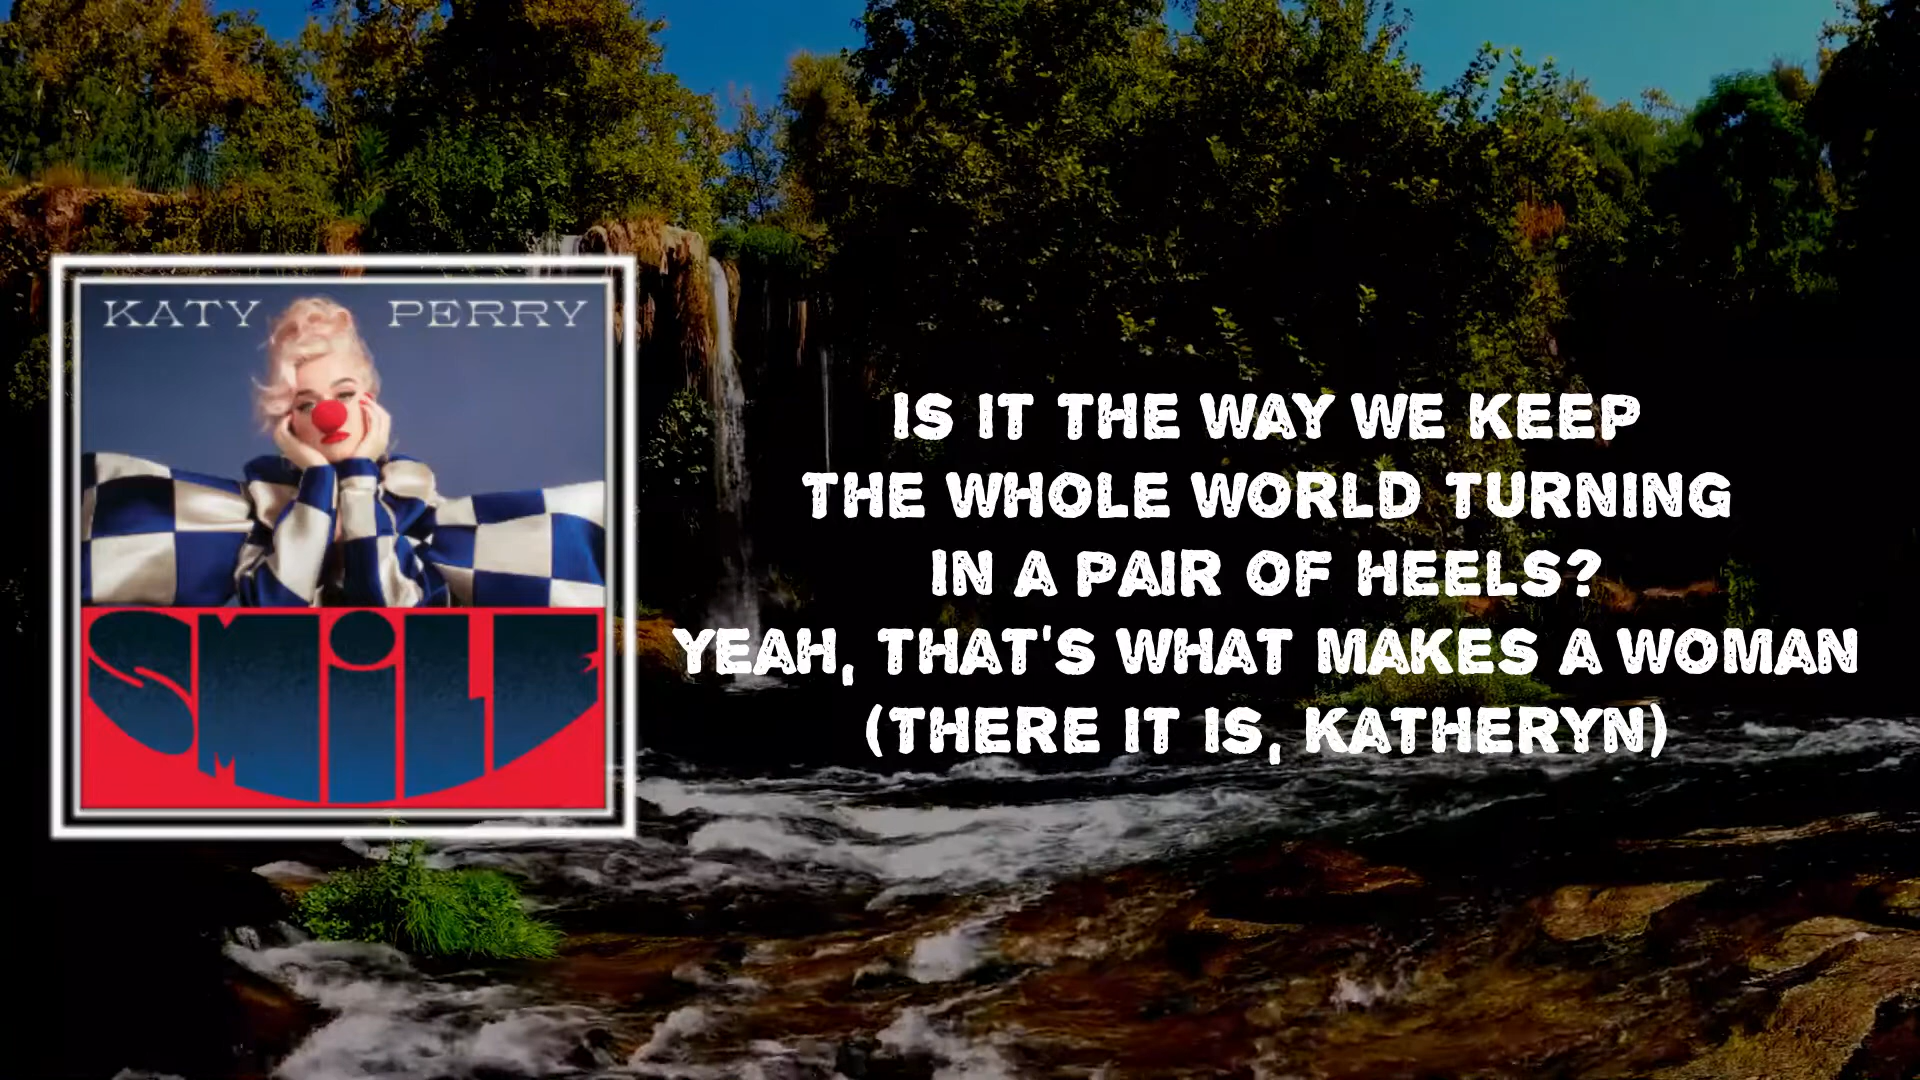 KATY PERRY
SMILE
IS IT THE WAY WE KEEP
THE WHOLE WORLD TURNING
IN A PAIR OF HEELS?
YEAH, THAT'S WHAT MAKES A WOMAN
(THERE IT IS, KATHERYN)